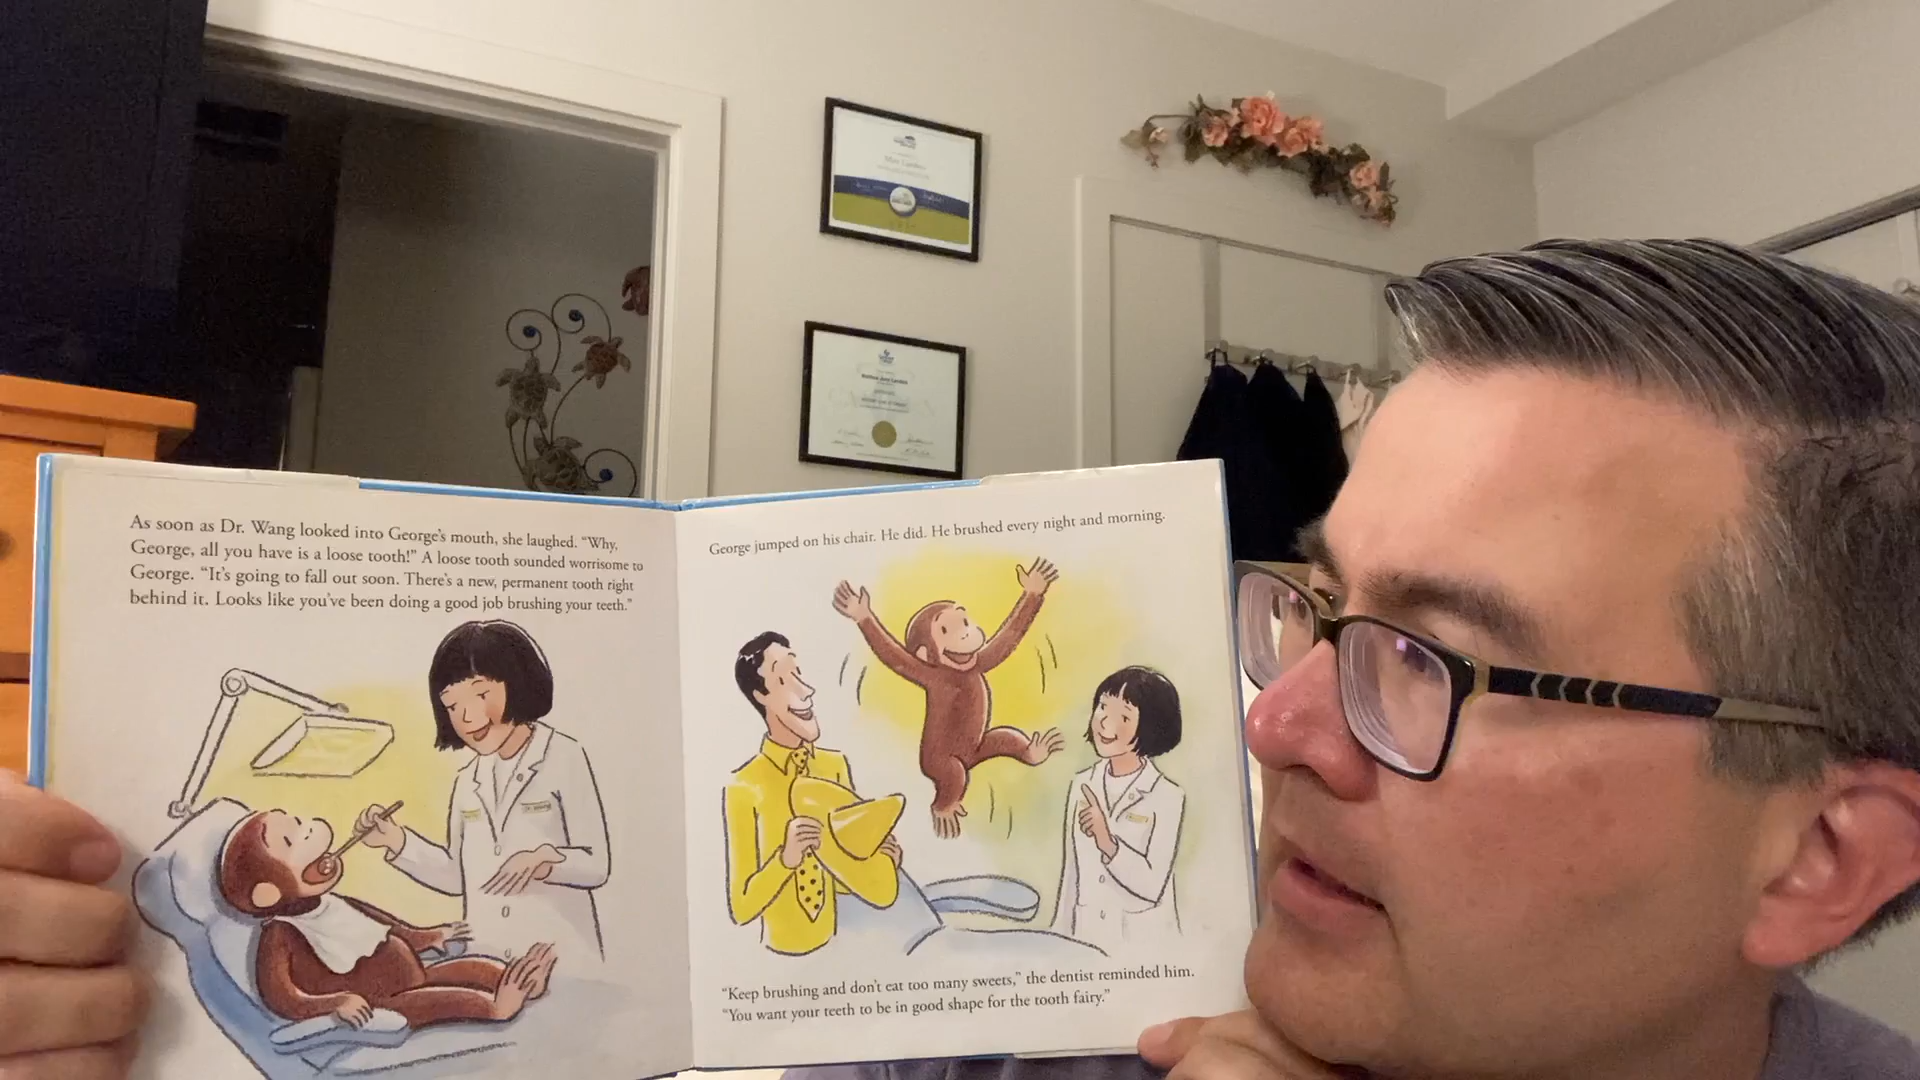 As soon as Dr. Wang looked into George's mouth, she laughed. "Why,
George, all you have is a loose tooth!" A loose tooth sounded worrisome to
George. "It's going to fall out soon. There's a new, permanent tooth right
behind it. Looks like you've been doing a good job brushing your teeth."
George jumped on his chair. He did. He brushed every night and morning.
"Keep brushing and don't eat too many sweets," the dentist reminded him.
"You want your teeth to be in good shape for the tooth fairy."